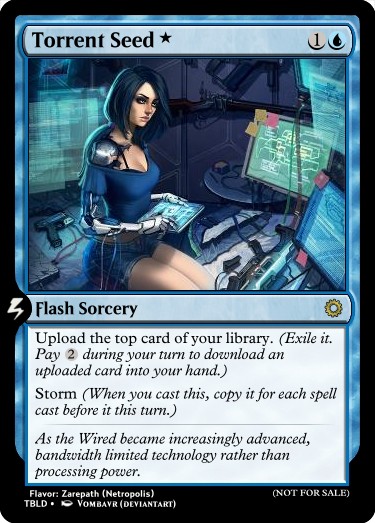 Torrent Seed ★ 1
Flash Sorcery
Upload the top card of your library. (Exile it.
Pay 2 during your turn to download an
uploaded card into your hand.)
Storm (When you cast this, copy it for each spell
cast before it this turn.)
As the Wired became increasingly advanced,
bandwidth limited technology rather than
processing power.
Flavor: Zarepath (Netropolis) (NOT FOR SALE)
TBLD • Vombavr (deviantart)